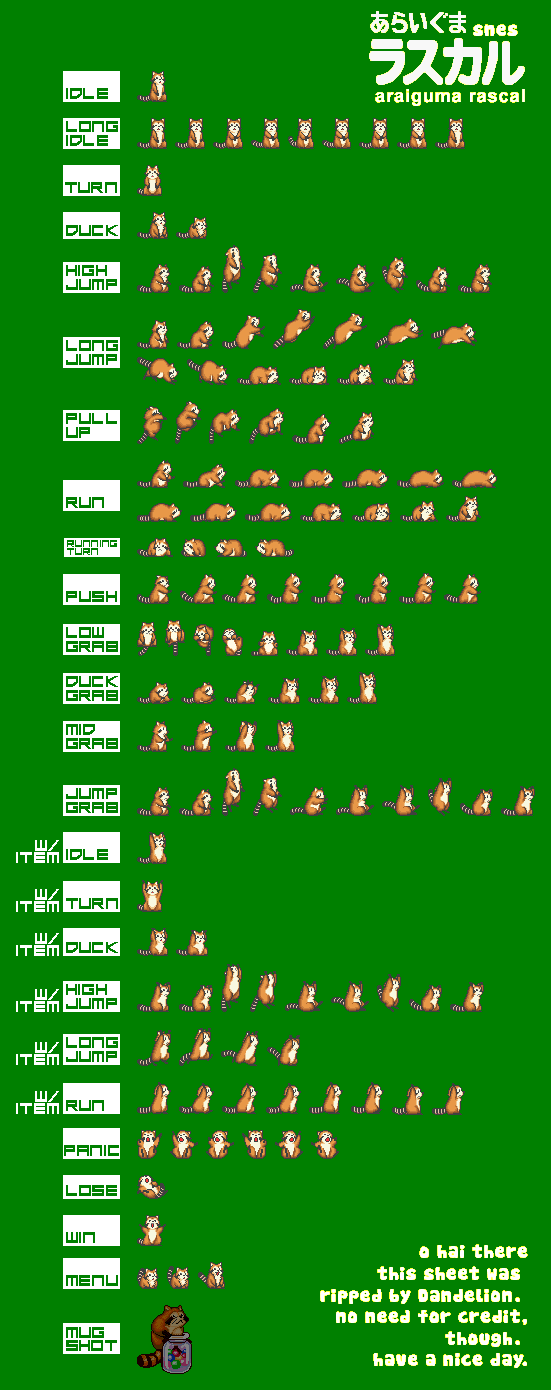 あらいぐま snes
ラスカル
araiguma rascal
IDLE
LONG
IDLE
TURN
DUCK
HIGH
JUMP
LONG
JUMP
PULL
UP
RUN
RUNNING
TURN
PUSH
LOW
GRAB
DUCK
GRAB
MID
GRAB
JUMP
GRAB
W/
ITEM IDLE
W/
ITEM TURN
W/
ITEM DUCK
W/ HIGH
ITEM JUMP
W/ LONG
ITEM JUMP
W/
ITEM RUN
PANIC
LOSE
WIN
MENU
MUG
SHOT
o hai there
this sheet was
ripped by Dandelion.
no need for credit,
though.
have a nice day.